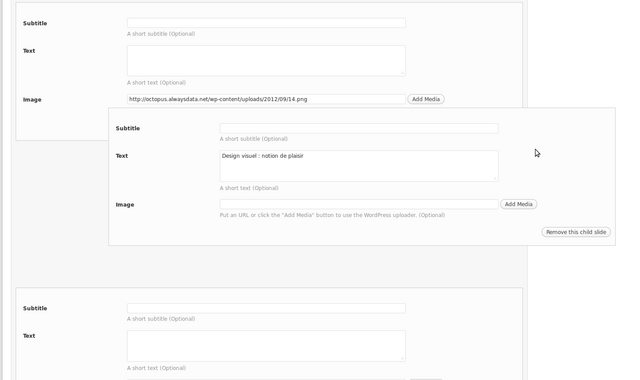 Subtitle
A short subtitle (Optional)
Text
A short text (Optional)
Image
http://octopus.alwaysdata.net/wp-content/uploads/2012/09/14.png
Add Media
Subtitle
A short subtitle (Optional)
Text
Design visuel : notion de plaisir
A short text (Optional)
Image
Add Media
Put an URL or click the "Add Media" button to use the WordPress uploader. (Optional)
Remove this child slide
Subtitle
A short subtitle (Optional)
Text
A short text (Optional)